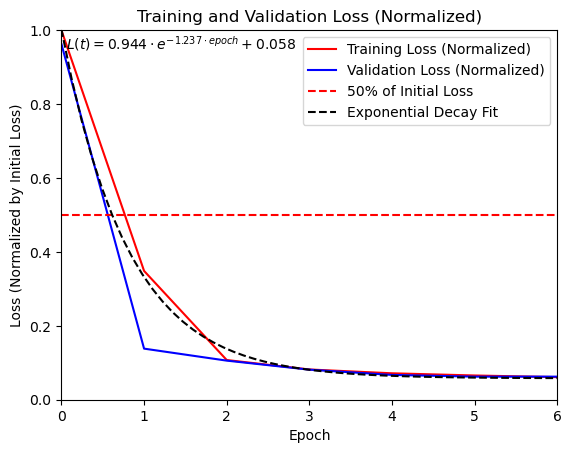 Training and Validation Loss (Normalized)
L(t) = 0.944 · e^{-1.237 · epoch} + 0.058
Training Loss (Normalized)
Validation Loss (Normalized)
50% of Initial Loss
Exponential Decay Fit
Loss (Normalized by Initial Loss)
1.0
0.8
0.6
0.4
0.2
0.0
0 1 2 3 4 5 6
Epoch